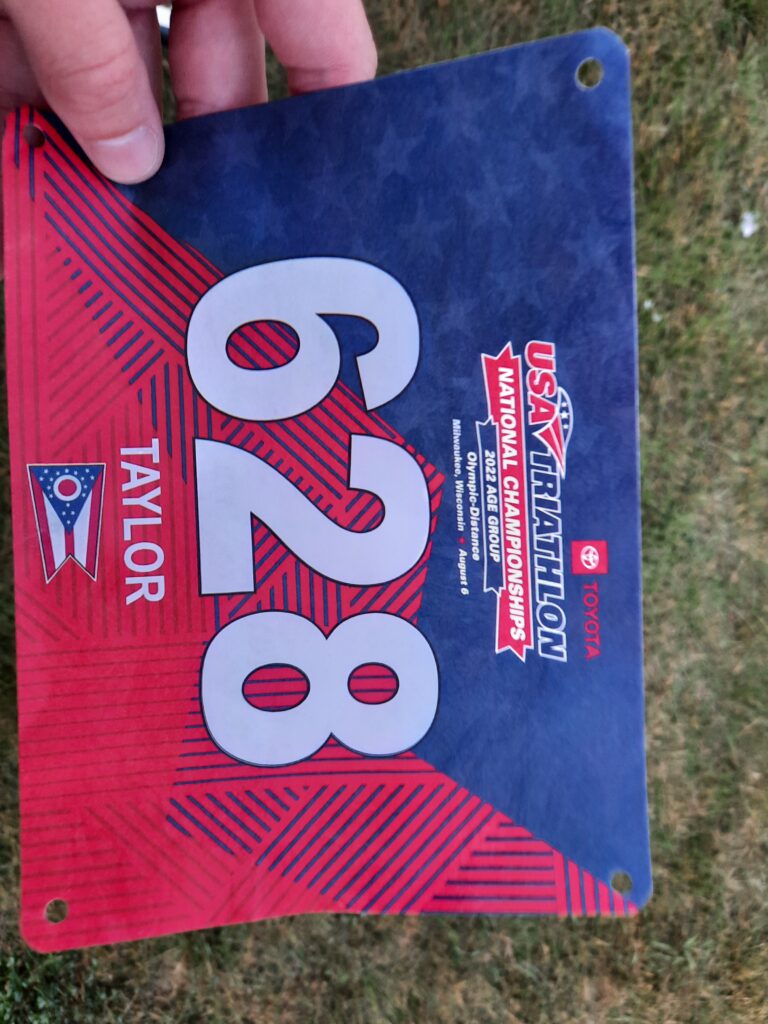 TOYOTA
USA TRIATHLON
NATIONAL CHAMPIONSHIPS
2022 AGE GROUP
Olympic-Distance
Milwaukee, Wisconsin • August 6
628
TAYLOR